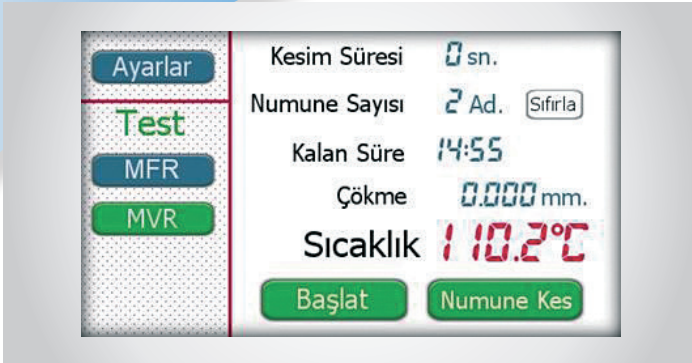 Ayarlar
Test
MFR
MVR
Kesim Süresi 0 sn.
Numune Sayısı 2 Ad. Sıfırla
Kalan Süre 14:55
Çökme 0.000 mm.
Sıcaklık 110.2°C
Başlat Numune Kes